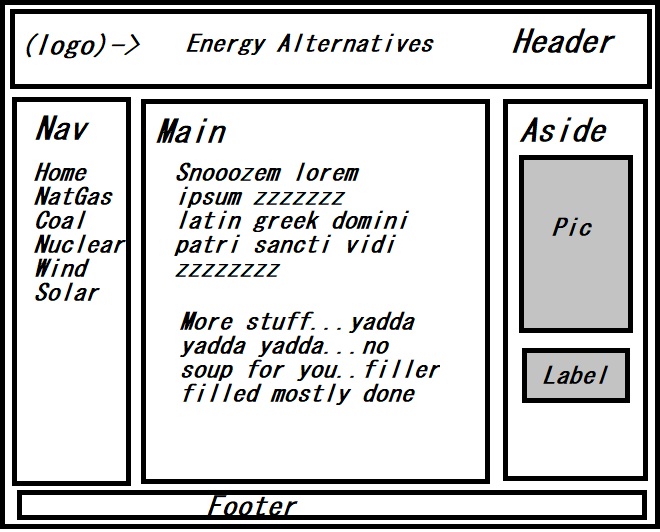 (logo)->
Energy Alternatives
Header
Nav
Home
NatGas
Coal
Nuclear
Wind
Solar
Main
Snooozem lorem
ipsum zzzzzzz
latin greek domini
patri sancti vidi
zzzzzzzz
More stuff...yadda
yadda yadda...no
soup for you..filler
filled mostly done
Aside
Pic
Label
Footer